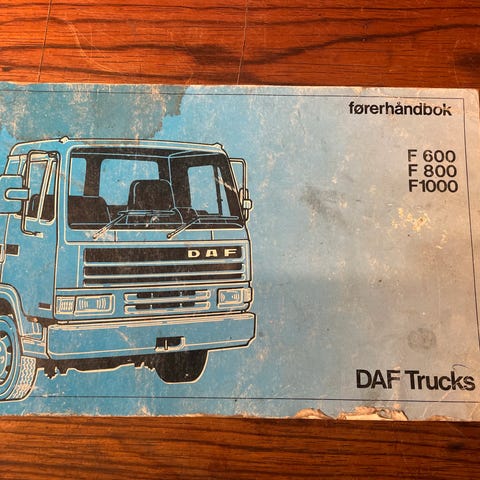 førerhåndbok
F 600
F 800
F1000
DAF
DAF Trucks